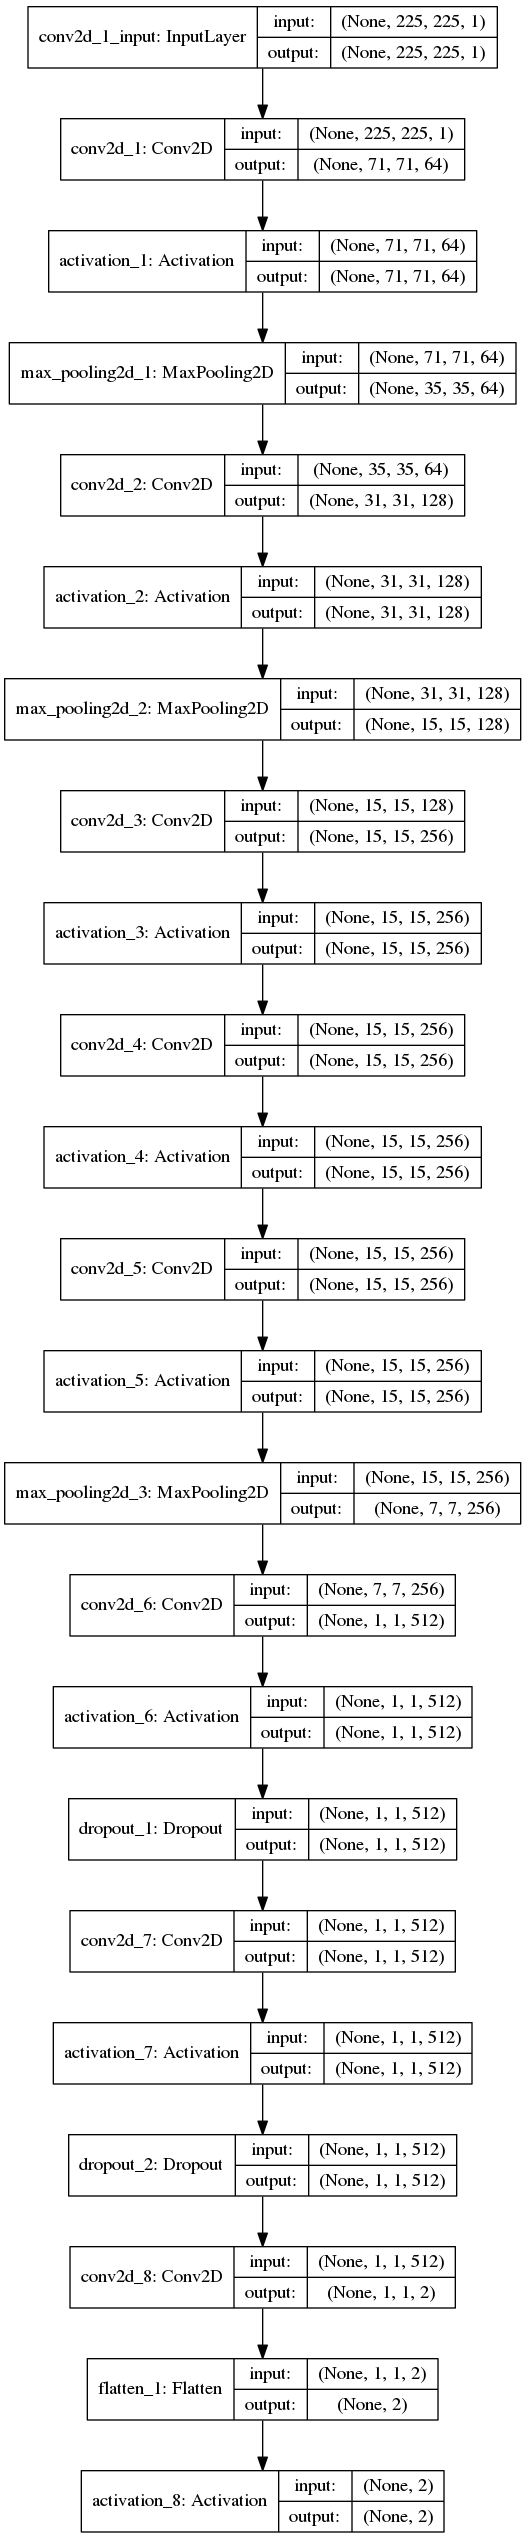 conv2d_1_input: InputLayer
input: (None, 225, 225, 1)
output: (None, 225, 225, 1)
conv2d_1: Conv2D
input: (None, 225, 225, 1)
output: (None, 71, 71, 64)
activation_1: Activation
input: (None, 71, 71, 64)
output: (None, 71, 71, 64)
max_pooling2d_1: MaxPooling2D
input: (None, 71, 71, 64)
output: (None, 35, 35, 64)
conv2d_2: Conv2D
input: (None, 35, 35, 64)
output: (None, 31, 31, 128)
activation_2: Activation
input: (None, 31, 31, 128)
output: (None, 31, 31, 128)
max_pooling2d_2: MaxPooling2D
input: (None, 31, 31, 128)
output: (None, 15, 15, 128)
conv2d_3: Conv2D
input: (None, 15, 15, 128)
output: (None, 15, 15, 256)
activation_3: Activation
input: (None, 15, 15, 256)
output: (None, 15, 15, 256)
conv2d_4: Conv2D
input: (None, 15, 15, 256)
output: (None, 15, 15, 256)
activation_4: Activation
input: (None, 15, 15, 256)
output: (None, 15, 15, 256)
conv2d_5: Conv2D
input: (None, 15, 15, 256)
output: (None, 15, 15, 256)
activation_5: Activation
input: (None, 15, 15, 256)
output: (None, 15, 15, 256)
max_pooling2d_3: MaxPooling2D
input: (None, 15, 15, 256)
output: (None, 7, 7, 256)
conv2d_6: Conv2D
input: (None, 7, 7, 256)
output: (None, 1, 1, 512)
activation_6: Activation
input: (None, 1, 1, 512)
output: (None, 1, 1, 512)
dropout_1: Dropout
input: (None, 1, 1, 512)
output: (None, 1, 1, 512)
conv2d_7: Conv2D
input: (None, 1, 1, 512)
output: (None, 1, 1, 512)
activation_7: Activation
input: (None, 1, 1, 512)
output: (None, 1, 1, 512)
dropout_2: Dropout
input: (None, 1, 1, 512)
output: (None, 1, 1, 512)
conv2d_8: Conv2D
input: (None, 1, 1, 512)
output: (None, 1, 1, 2)
flatten_1: Flatten
input: (None, 1, 1, 2)
output: (None, 2)
activation_8: Activation
input: (None, 2)
output: (None, 2)